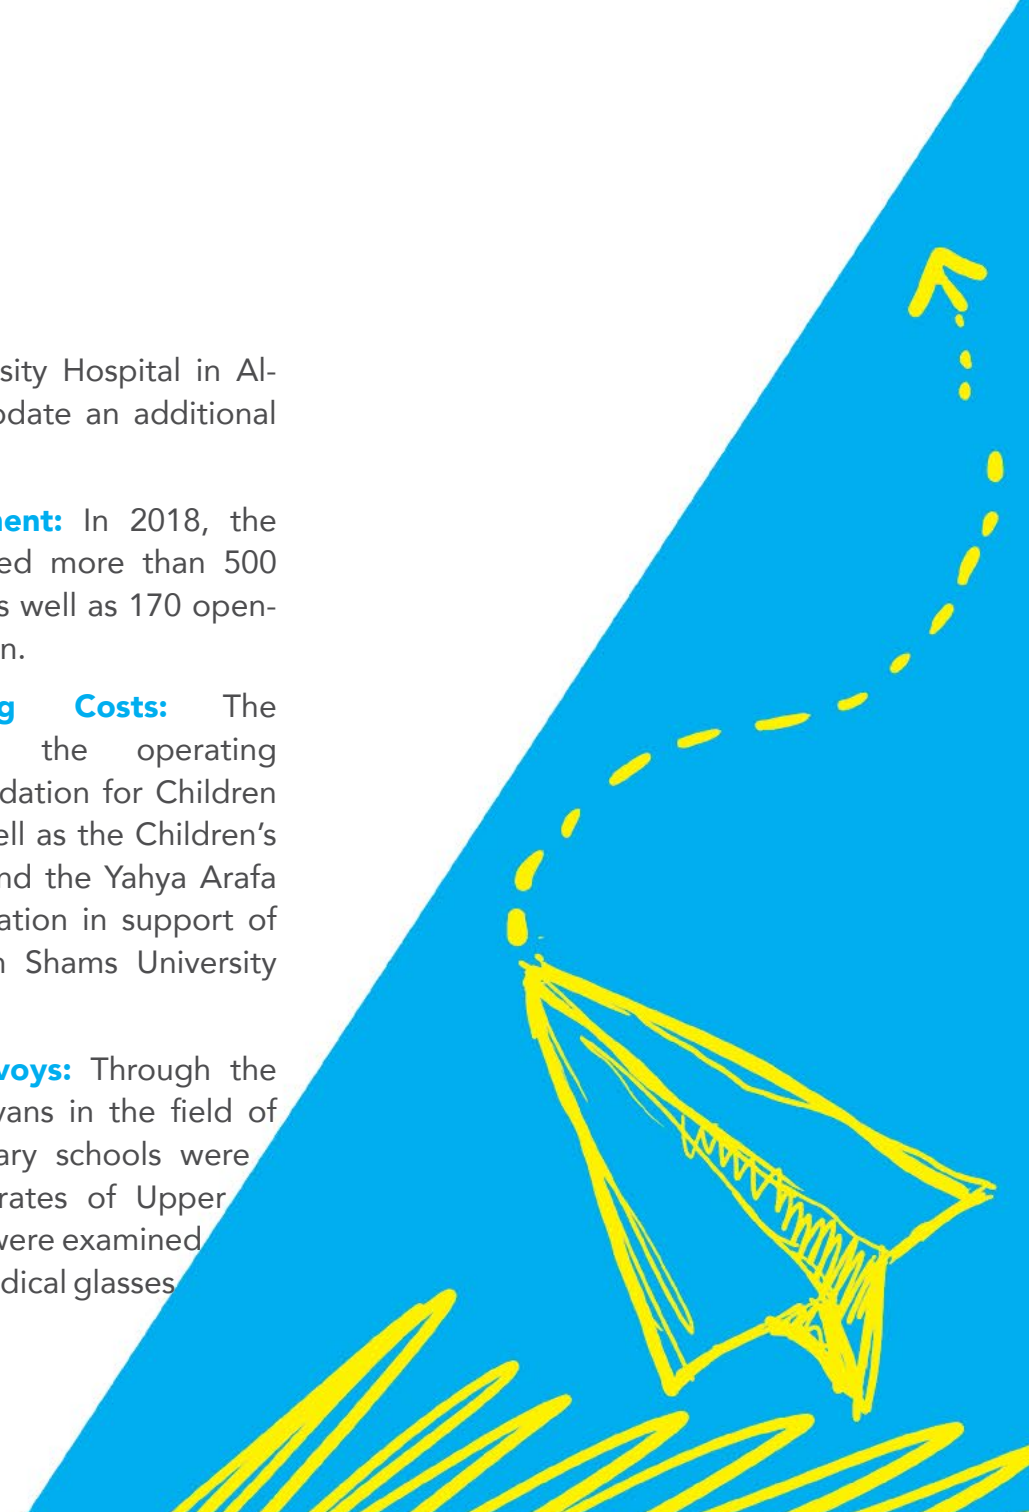 sity Hospital in Al-
odate an additional
nent: In 2018, the
ed more than 500
s well as 170 open-
n.
g Costs: The
the operating
dation for Children
ell as the Children's
nd the Yahya Arafa
ation in support of
n Shams University
voys: Through the
vans in the field of
ary schools were
rates of Upper
were examined
dical glasses